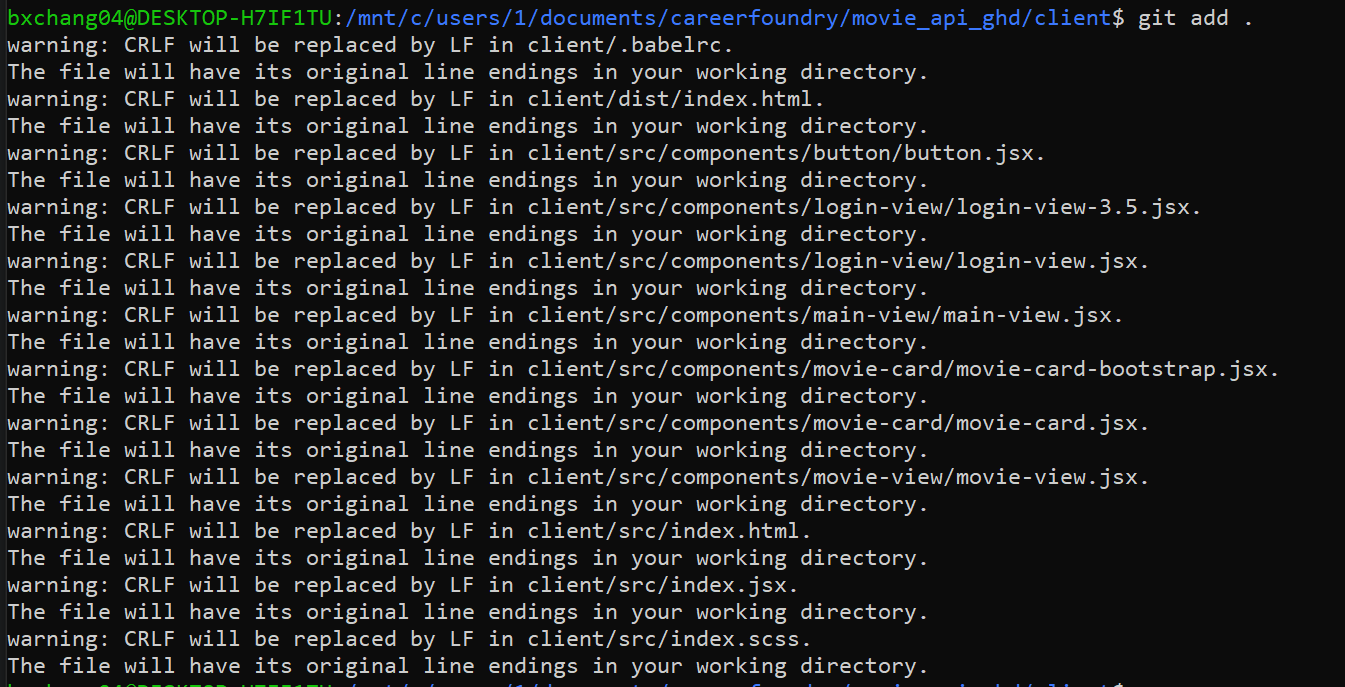 bxchang04@DESKTOP-H7IF1TU:/mnt/c/users/1/documents/careerfoundry/movie_api_ghd/client$ git add .
warning: CRLF will be replaced by LF in client/.babelrc.
The file will have its original line endings in your working directory.
warning: CRLF will be replaced by LF in client/dist/index.html.
The file will have its original line endings in your working directory.
warning: CRLF will be replaced by LF in client/src/components/button/button.jsx.
The file will have its original line endings in your working directory.
warning: CRLF will be replaced by LF in client/src/components/login-view/login-view-3.5.jsx.
The file will have its original line endings in your working directory.
warning: CRLF will be replaced by LF in client/src/components/login-view/login-view.jsx.
The file will have its original line endings in your working directory.
warning: CRLF will be replaced by LF in client/src/components/main-view/main-view.jsx.
The file will have its original line endings in your working directory.
warning: CRLF will be replaced by LF in client/src/components/movie-card/movie-card-bootstrap.jsx.
The file will have its original line endings in your working directory.
warning: CRLF will be replaced by LF in client/src/components/movie-card/movie-card.jsx.
The file will have its original line endings in your working directory.
warning: CRLF will be replaced by LF in client/src/components/movie-view/movie-view.jsx.
The file will have its original line endings in your working directory.
warning: CRLF will be replaced by LF in client/src/index.html.
The file will have its original line endings in your working directory.
warning: CRLF will be replaced by LF in client/src/index.jsx.
The file will have its original line endings in your working directory.
warning: CRLF will be replaced by LF in client/src/index.scss.
The file will have its original line endings in your working directory.